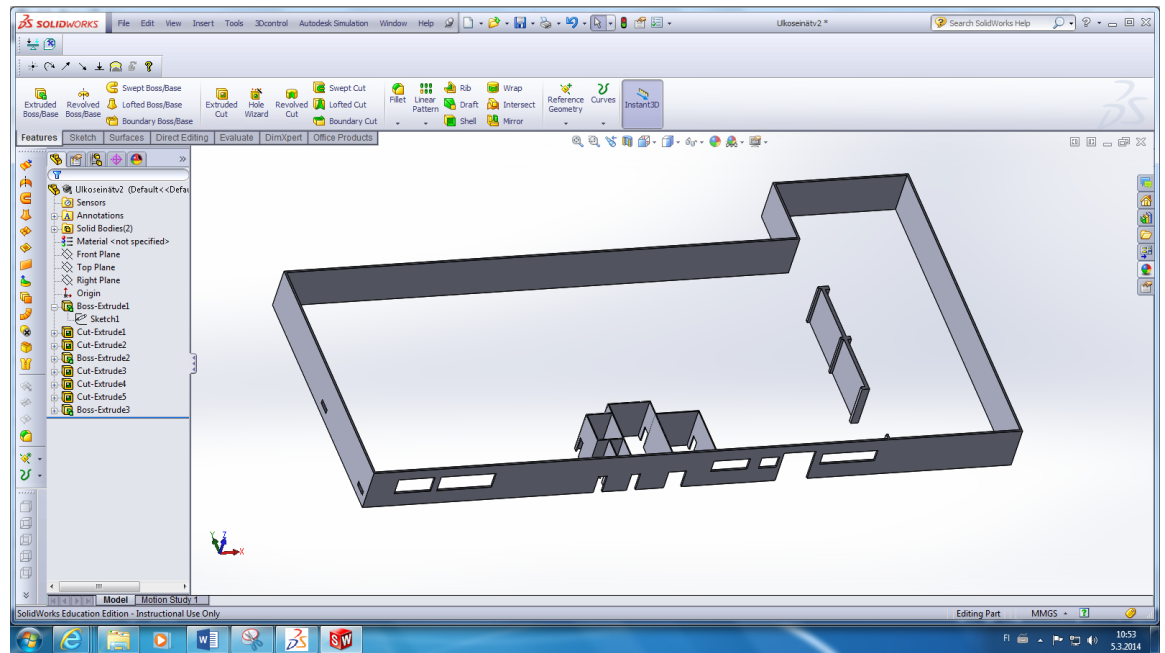 SOLIDWORKS File Edit View Insert Tools 3Dcontrol Autodesk Simulation Window Help Ulkoseinätv2 * Search SolidWorks Help
Extruded Boss/Base Revolved Boss/Base Swept Boss/Base Lofted Boss/Base Boundary Boss/Base Extruded Cut Hole Wizard Revolved Cut Swept Cut Lofted Cut Boundary Cut Fillet Linear Pattern Rib Draft Shell Wrap Intersect Mirror Reference Geometry Curves Instant3D
Features Sketch Surfaces Direct Editing Evaluate DimXpert Office Products
Ulkoseinätv2 (Default<<Defau
Sensors
Annotations
Solid Bodies(2)
Material <not specified>
Front Plane
Top Plane
Right Plane
Origin
Boss-Extrude1
Sketch1
Cut-Extrude1
Cut-Extrude2
Boss-Extrude2
Cut-Extrude3
Cut-Extrude4
Cut-Extrude5
Boss-Extrude3
Y Z X
Model Motion Study 1
SolidWorks Education Edition - Instructional Use Only Editing Part MMGS
FI 10:53
5.3.2014